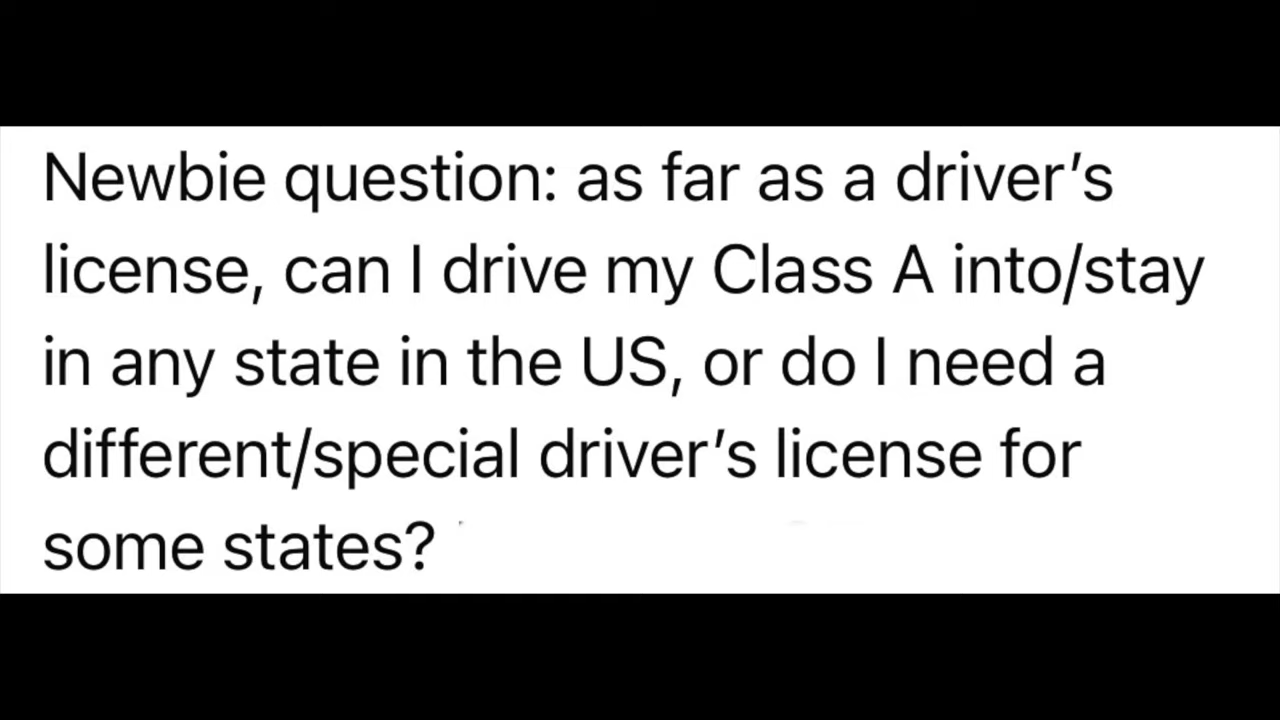 Newbie question: as far as a driver’s
license, can I drive my Class A into/stay
in any state in the US, or do I need a
different/special driver’s license for
some states?